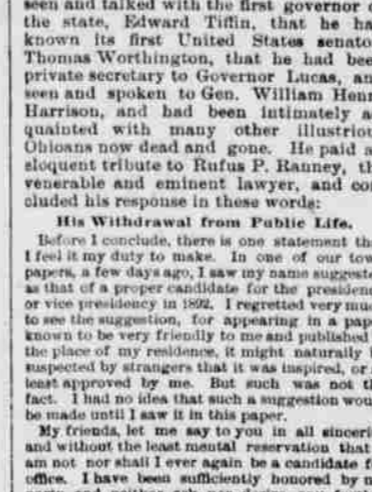 seen and talked with the first governor o
the state, Edward Tiffin, that he ha
known its first United States senato
Thomas Worthington, that he had bee
private secretary to Governor Lucas, an
seen and spoken to Gen. William Henr
Harrison, and had been intimately a
quainted with many other illustriou
Ohioans now dead and gone. He paid a
eloquent tribute to Rufus P. Ranney, th
venerable and eminent lawyer, and con
cluded his response in these words:
His Withdrawal from Public Life.
Before I conclude, there is one statement tha
I feel it my duty to make. In one of our tow
papers, a few days ago, I saw my name suggeste
as that of a proper candidate for the presidenc
or vice presidency in 1892. I regretted very muc
to see the suggestion, for appearing in a pape
known to be very friendly to me and published
the place of my residence, it might naturally b
suspected by strangers that it was inspired, or a
least approved by me. But such was not th
fact. I had no idea that such a suggestion woul
be made until I saw it in this paper.
My friends, let me say to you in all sincerit
and without the least mental reservation that
am not nor shall I ever again be a candidate f
office. I have been sufficiently honored by m